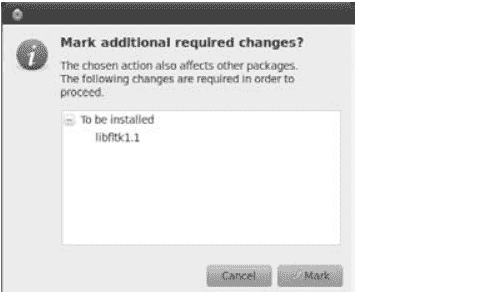 Mark additional required changes?
The chosen action also affects other packages.
The following changes are required in order to
proceed.
To be installed
libfltk1.1
Cancel
Mark